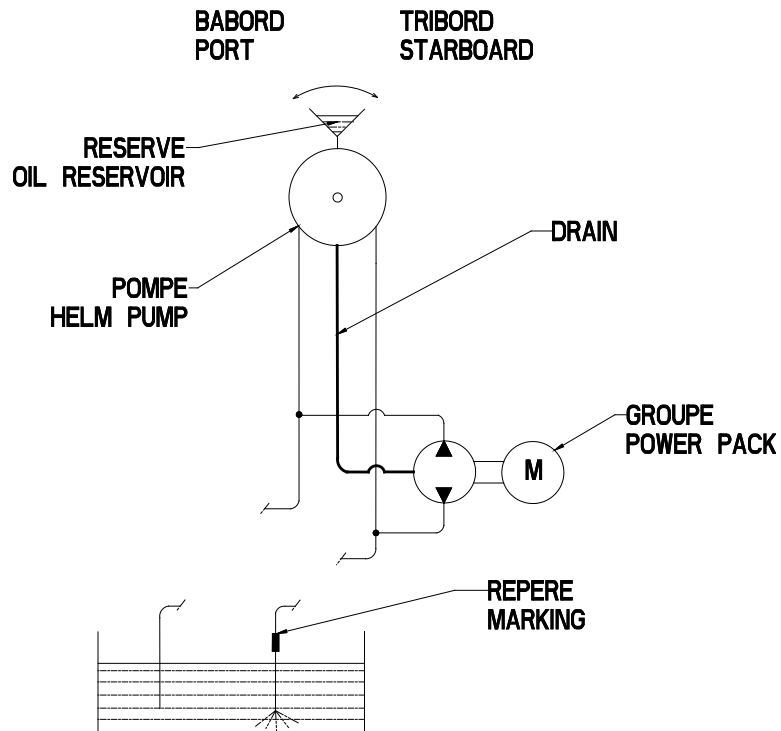 BABORD
PORT
TRIBORD
STARBOARD
RESERVE
OIL RESERVOIR
DRAIN
POMPE
HELM PUMP
GROUPE
POWER PACK
M
REPERE
MARKING